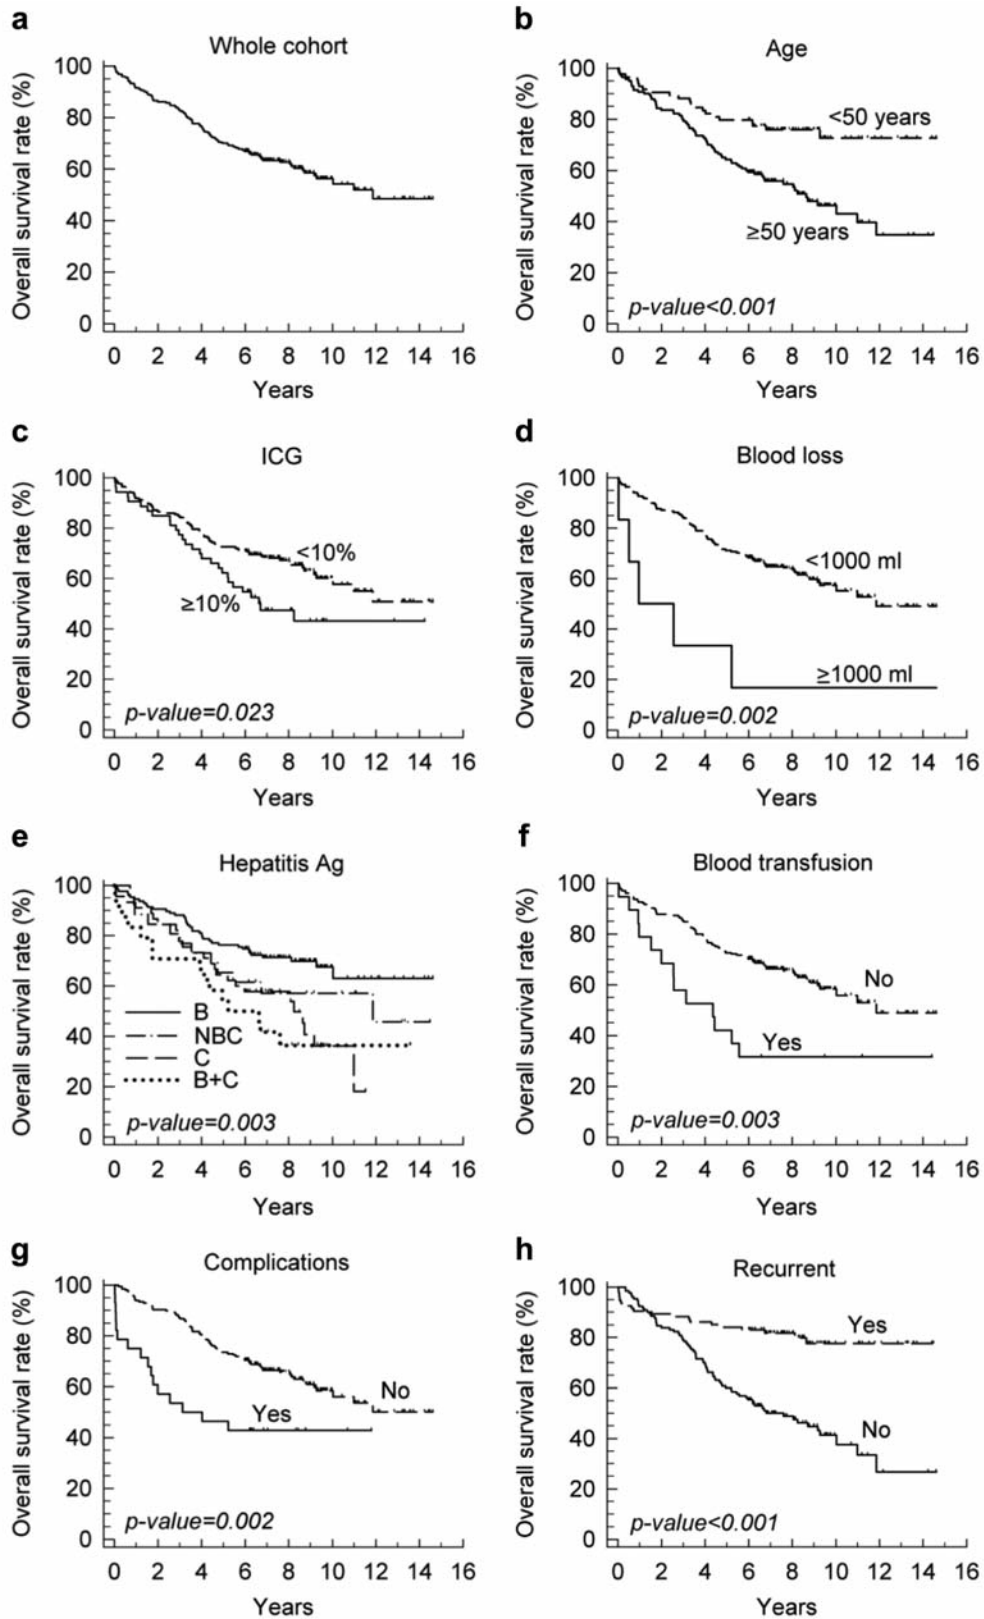 a
Whole cohort
Overall survival rate (%)
100
80
60
40
20
0
0 2 4 6 8 10 12 14 16
Years
b
Age
Overall survival rate (%)
100
80
60
40
20
0
<50 years
≥50 years
p-value<0.001
0 2 4 6 8 10 12 14 16
Years
c
ICG
Overall survival rate (%)
100
80
60
40
20
0
<10%
≥10%
p-value=0.023
0 2 4 6 8 10 12 14 16
Years
d
Blood loss
Overall survival rate (%)
100
80
60
40
20
0
<1000 ml
≥1000 ml
p-value=0.002
0 2 4 6 8 10 12 14 16
Years
e
Hepatitis Ag
Overall survival rate (%)
100
80
60
40
20
0
B
NBC
C
B+C
p-value=0.003
0 2 4 6 8 10 12 14 16
Years
f
Blood transfusion
Overall survival rate (%)
100
80
60
40
20
0
No
Yes
p-value=0.003
0 2 4 6 8 10 12 14 16
Years
g
Complications
Overall survival rate (%)
100
80
60
40
20
0
No
Yes
p-value=0.002
0 2 4 6 8 10 12 14 16
Years
h
Recurrent
Overall survival rate (%)
100
80
60
40
20
0
Yes
No
p-value<0.001
0 2 4 6 8 10 12 14 16
Years